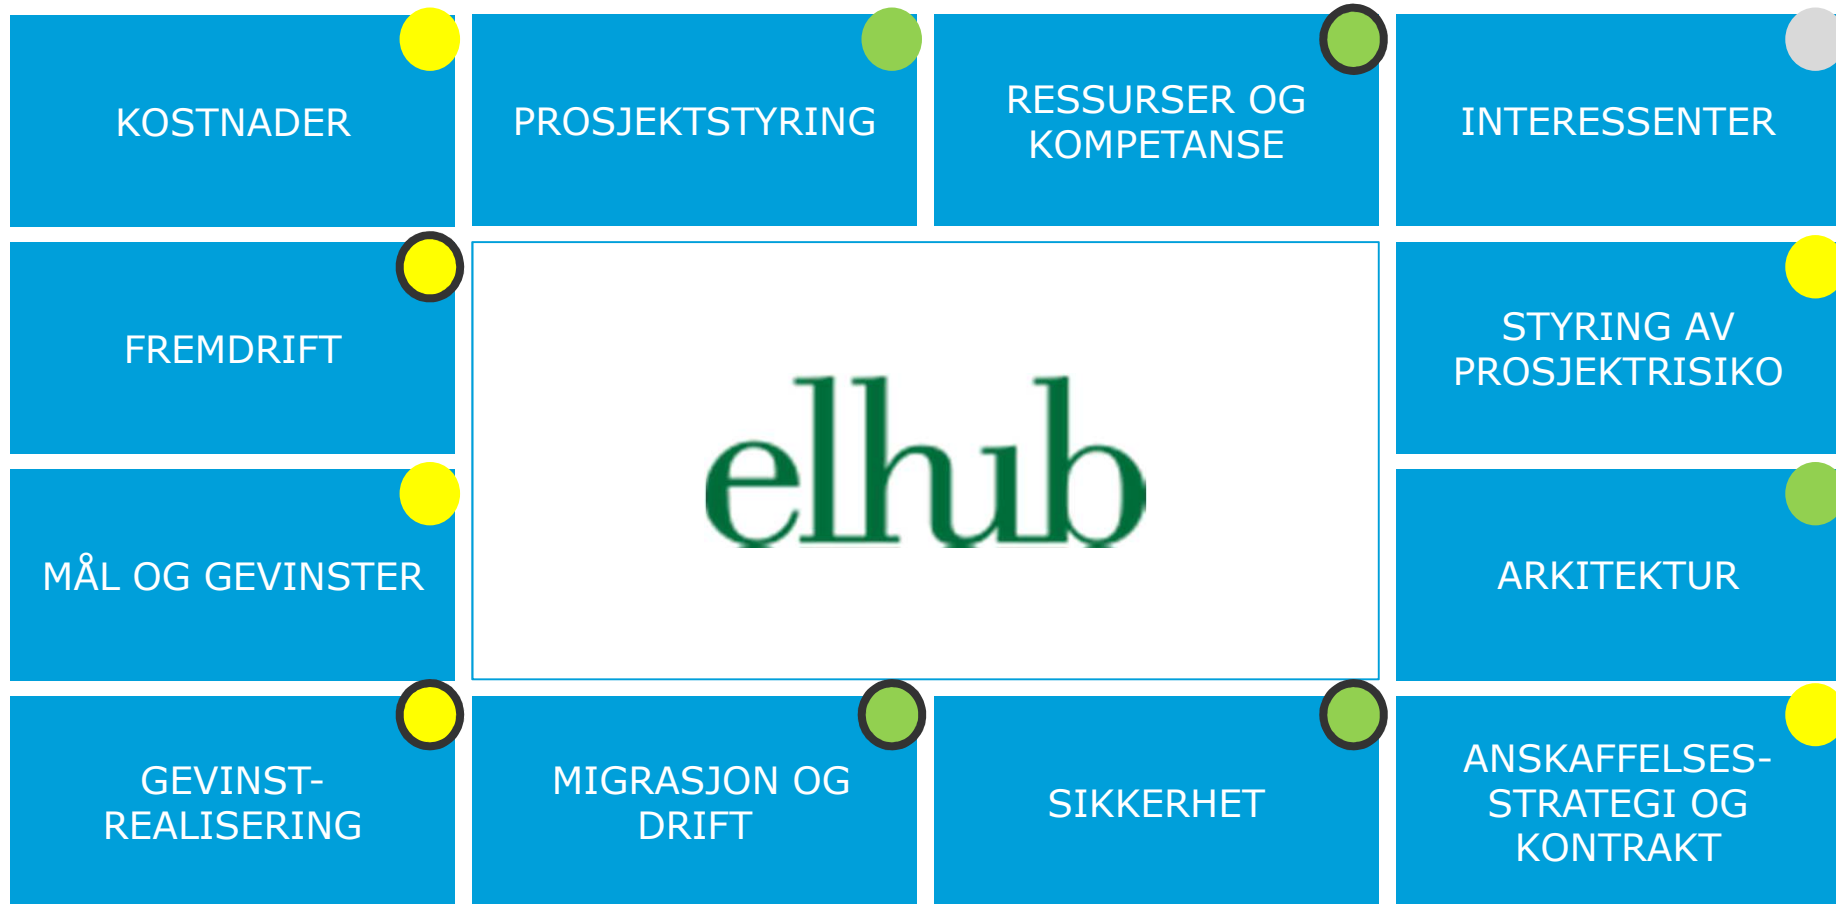 KOSTNADER
PROSJEKTSTYRING
RESSURSER OG
KOMPETANSE
INTERESSENTER
FREMDRIFT
elhub
STYRING AV
PROSJEKTRISIKO
MÅL OG GEVINSTER
ARKITEKTUR
GEVINST-
REALISERING
MIGRASJON OG
DRIFT
SIKKERHET
ANSKAFFELSES-
STRATEGI OG
KONTRAKT